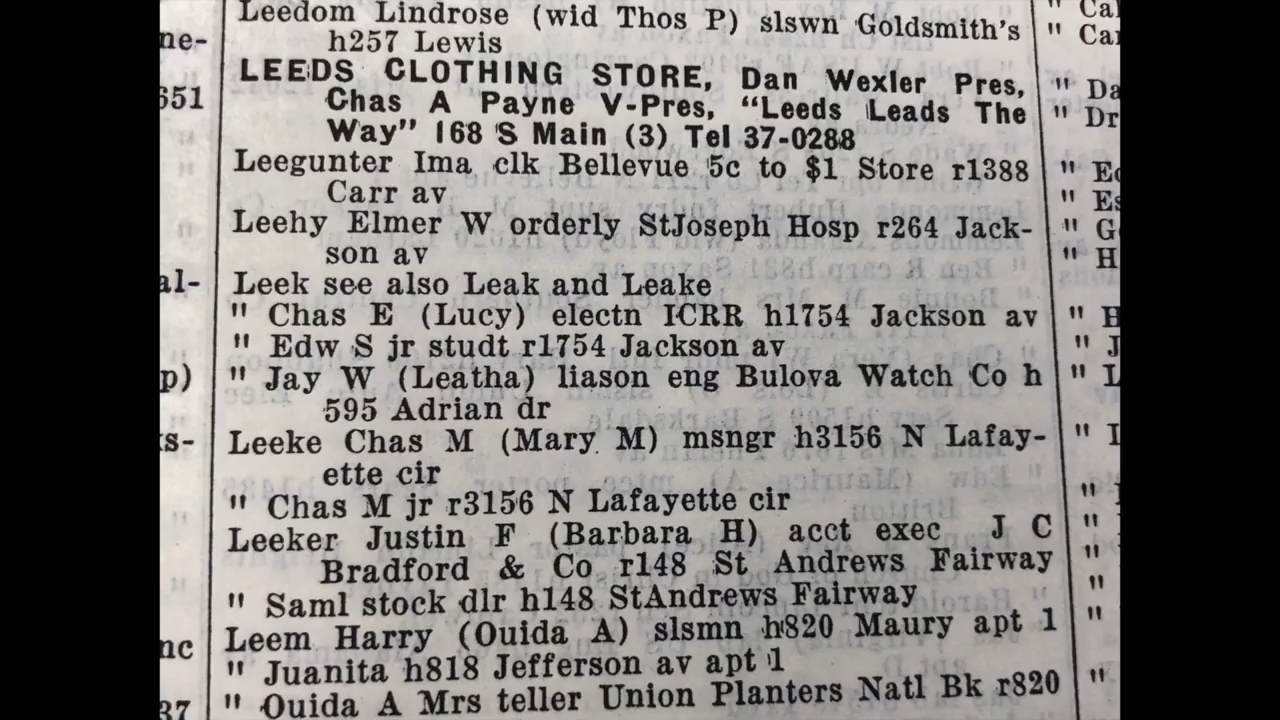 Leedom Lindrose (wid Thos P) slswn Goldsmith's
h257 Lewis
LEEDS CLOTHING STORE, Dan Wexler Pres,
Chas A Payne V-Pres, "Leeds Leads The
Way" 168 S Main (3) Tel 37-0288
Leegunter Ima clk Bellevue 5c to $1 Store r1388
Carr av
Leehy Elmer W orderly StJoseph Hosp r264 Jack-
son av
Leek see also Leak and Leake
" Chas E (Lucy) electn ICRR h1754 Jackson av
" Edw S jr studt r1754 Jackson av
" Jay W (Leatha) liason eng Bulova Watch Co h
595 Adrian dr
Leeke Chas M (Mary M) msngr h3156 N Lafay-
ette cir
" Chas M jr r3156 N Lafayette cir
Leeker Justin F (Barbara H) acct exec J C
Bradford & Co r148 St Andrews Fairway
" Saml stock dlr h148 StAndrews Fairway
Leem Harry (Ouida A) slsmn h820 Maury apt 1
" Juanita h818 Jefferson av apt 1
" Ouida A Mrs teller Union Planters Natl Bk r820